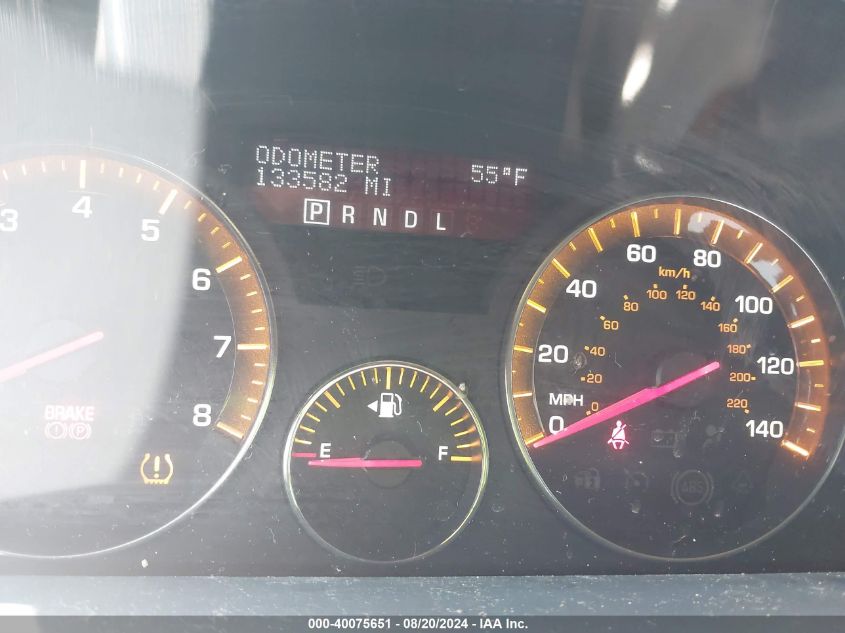 ODOMETER 55°F
133582 MI
P R N D L
3 4 5 6 7 8
BRAKE
P
E F
0 20 40 60 80 100 120 140
MPH
km/h
0 20 40 60 80 100 120 140 160 180 200 220
ABS
000-40075651 - 08/20/2024 - IAA Inc.